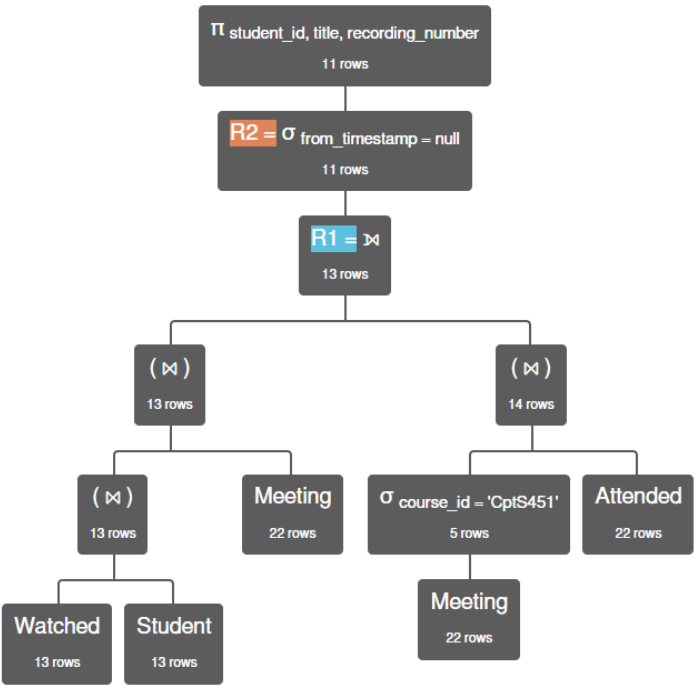 π student_id, title, recording_number
11 rows
R2 = σ from_timestamp = null
11 rows
R1 = ⟕
13 rows
( ⋈ )
13 rows
( ⋈ )
14 rows
( ⋈ )
13 rows
Meeting
22 rows
σ course_id = 'CptS451'
5 rows
Attended
22 rows
Watched
13 rows
Student
13 rows
Meeting
22 rows